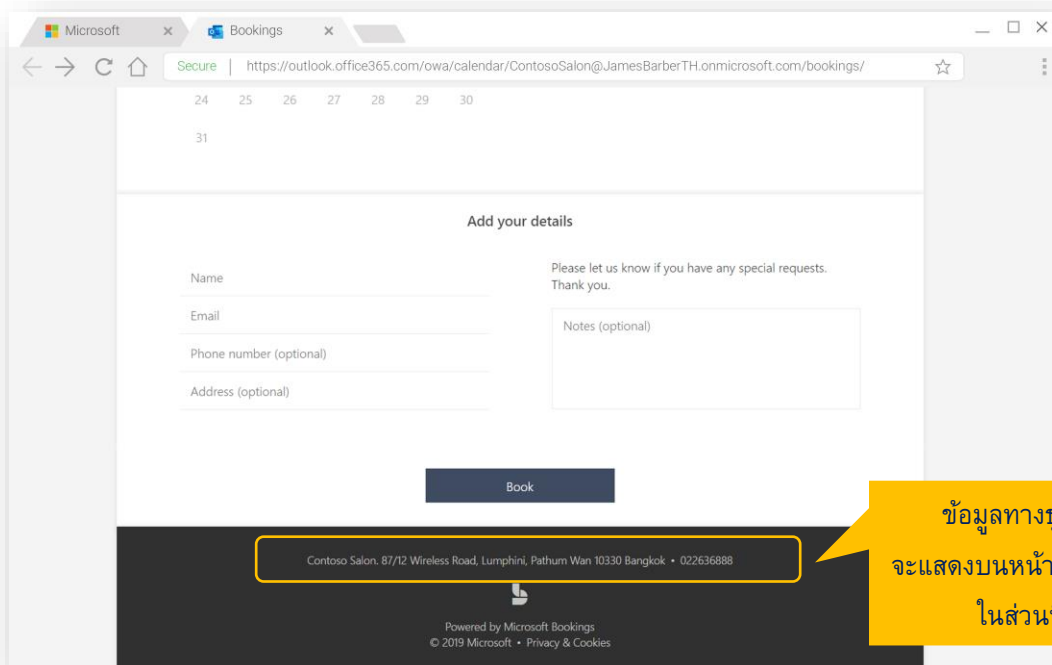 Microsoft
Bookings
Secure | https://outlook.office365.com/owa/calendar/ContosoSalon@JamesBarberTH.onmicrosoft.com/bookings/
24 25 26 27 28 29 30
31
Add your details
Name
Email
Phone number (optional)
Address (optional)
Please let us know if you have any special requests.
Thank you.
Notes (optional)
Book
Contoso Salon. 87/12 Wireless Road, Lumphini, Pathum Wan 10330 Bangkok • 022636888
Powered by Microsoft Bookings
© 2019 Microsoft • Privacy & Cookies
ข้อมูลทาง
จะแสดงบนหน้า
ในส่วน